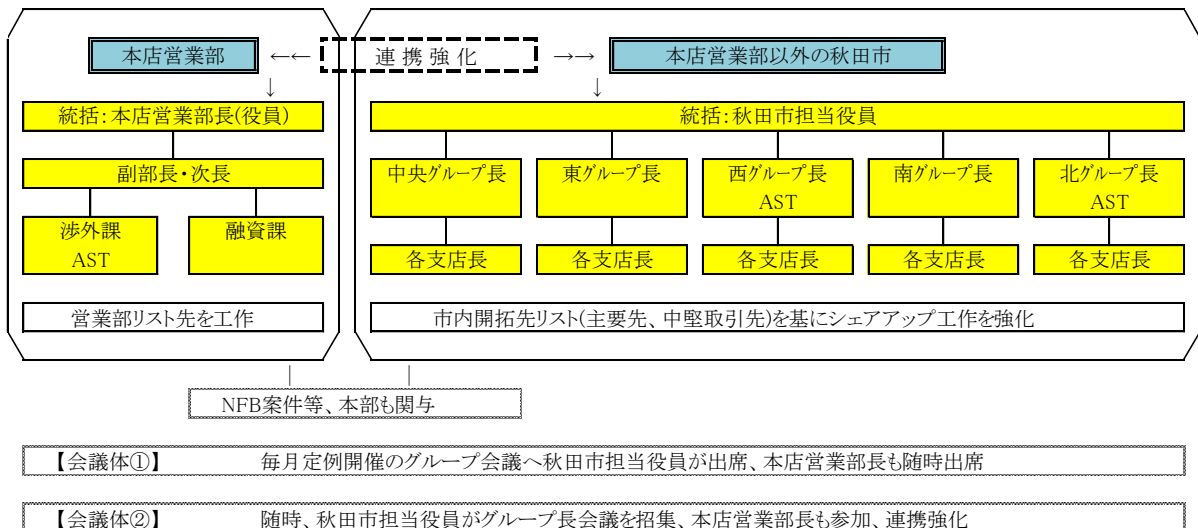 本店営業部 ←← 連携強化 →→ 本店営業部以外の秋田市
↓ ↓
統括:本店営業部長(役員) 統括:秋田市担当役員
副部長・次長 中央グループ長 東グループ長 西グループ長 南グループ長 北グループ長
AST AST
渉外課 融資課
AST 各支店長 各支店長 各支店長 各支店長 各支店長
営業部リスト先を工作 市内開拓先リスト(主要先、中堅取引先)を基にシェアアップ工作を強化
NFB案件等、本部も関与
【会議体①】 毎月定例開催のグループ会議へ秋田市担当役員が出席、本店営業部長も随時出席
【会議体②】 随時、秋田市担当役員がグループ長会議を招集、本店営業部長も参加、連携強化